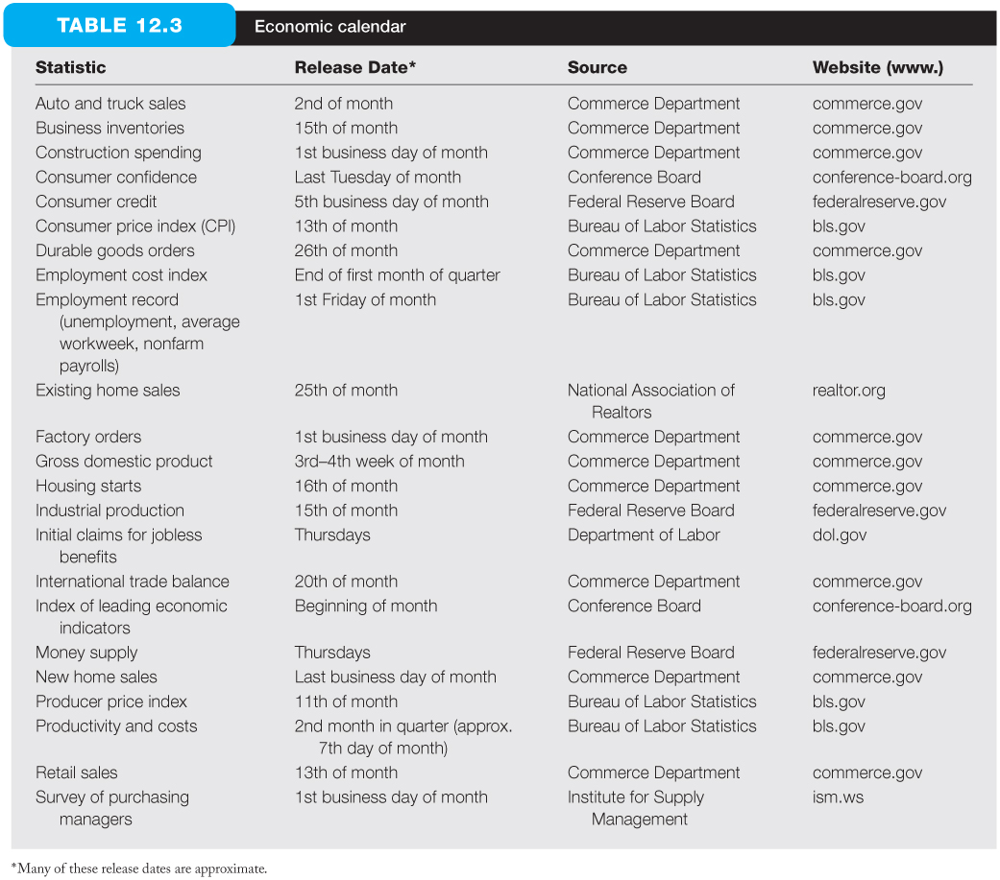 TABLE 12.3 Economic calendar
Statistic Release Date* Source Website (www.)
Auto and truck sales 2nd of month Commerce Department commerce.gov
Business inventories 15th of month Commerce Department commerce.gov
Construction spending 1st business day of month Commerce Department commerce.gov
Consumer confidence Last Tuesday of month Conference Board conference-board.org
Consumer credit 5th business day of month Federal Reserve Board federalreserve.gov
Consumer price index (CPI) 13th of month Bureau of Labor Statistics bls.gov
Durable goods orders 26th of month Commerce Department commerce.gov
Employment cost index End of first month of quarter Bureau of Labor Statistics bls.gov
Employment record 1st Friday of month Bureau of Labor Statistics bls.gov
(unemployment, average
workweek, nonfarm
payrolls)
Existing home sales 25th of month National Association of realtor.org
Realtors
Factory orders 1st business day of month Commerce Department commerce.gov
Gross domestic product 3rd–4th week of month Commerce Department commerce.gov
Housing starts 16th of month Commerce Department commerce.gov
Industrial production 15th of month Federal Reserve Board federalreserve.gov
Initial claims for jobless Thursdays Department of Labor dol.gov
benefits
International trade balance 20th of month Commerce Department commerce.gov
Index of leading economic Beginning of month Conference Board conference-board.org
indicators
Money supply Thursdays Federal Reserve Board federalreserve.gov
New home sales Last business day of month Commerce Department commerce.gov
Producer price index 11th of month Bureau of Labor Statistics bls.gov
Productivity and costs 2nd month in quarter (approx. Bureau of Labor Statistics bls.gov
7th day of month)
Retail sales 13th of month Commerce Department commerce.gov
Survey of purchasing 1st business day of month Institute for Supply ism.ws
managers Management
*Many of these release dates are approximate.